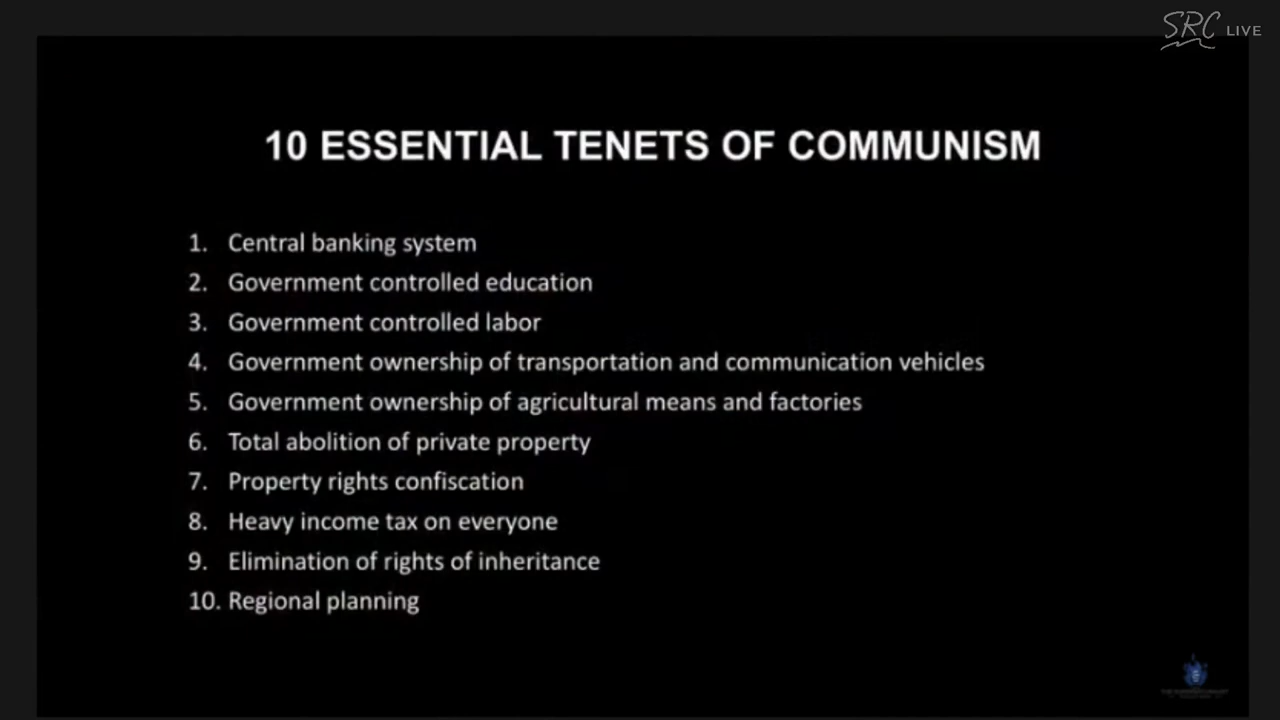 SRC LIVE
10 ESSENTIAL TENETS OF COMMUNISM
1. Central banking system
2. Government controlled education
3. Government controlled labor
4. Government ownership of transportation and communication vehicles
5. Government ownership of agricultural means and factories
6. Total abolition of private property
7. Property rights confiscation
8. Heavy income tax on everyone
9. Elimination of rights of inheritance
10. Regional planning